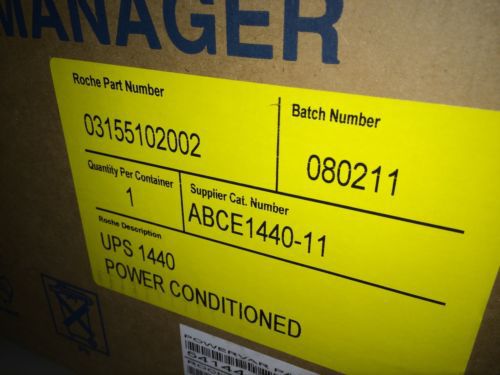 MANAGER
Roche Part Number
03155102002
Batch Number
080211
Quantity Per Container
1
Supplier Cat. Number
ABCE1440-11
Roche Description
UPS 1440
POWER CONDITIONED
POWERVAR